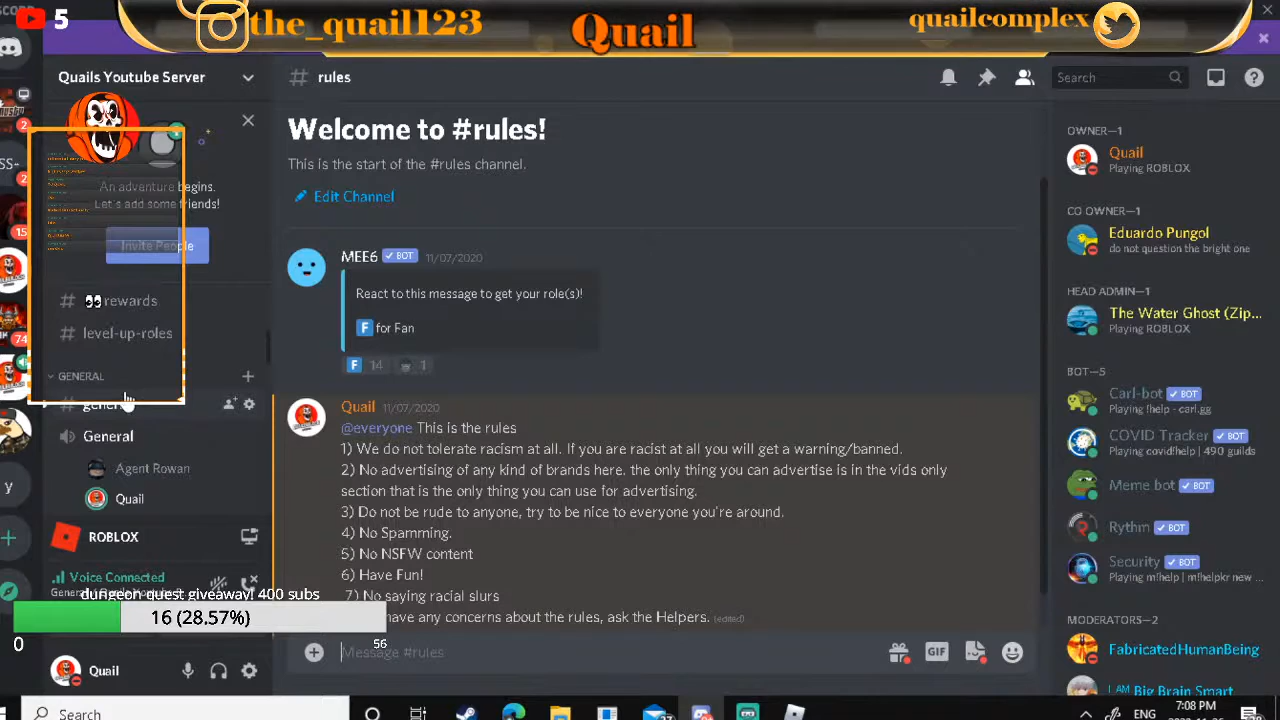 5
the_quail123
Quail
quailcomplex
Quails Youtube Server
rules
Search
Welcome to #rules!
This is the start of the #rules channel.
Edit Channel
An adventure begins.
Let's add some friends!
Invite People
rewards
level-up-roles
GENERAL
General
Agent Rowan
Quail
ROBLOX
Voice Connected
dungeon quest giveaway! 400 subs
16 (28.57%)
0
56
Quail
MEE6 BOT 11/07/2020
React to this message to get your role(s)!
F for Fan
F 14 1
Quail 11/07/2020
@everyone This is the rules
1) We do not tolerate racism at all. If you are racist at all you will get a warning/banned.
2) No advertising of any kind of brands here. the only thing you can advertise is in the vids only
section that is the only thing you can use for advertising.
3) Do not be rude to anyone, try to be nice to everyone you're around.
4) No Spamming.
5) No NSFW content
6) Have Fun!
7) No saying racial slurs
have any concerns about the rules, ask the Helpers. (edited)
Message #rules
GIF
OWNER—1
Quail
Playing ROBLOX
CO OWNER—1
Eduardo Pungol
do not question the bright one
HEAD ADMIN—1
The Water Ghost (Zip...
Playing ROBLOX
BOT—5
Carl-bot BOT
Playing !help - carl.gg
COVID Tracker BOT
Playing covid!help | 490 guilds
Meme bot BOT
Rythm BOT
Security BOT
Playing m!help | m!helpkr new ...
MODERATORS—2
FabricatedHumanBeing
I AM Big Brain Smart
Search
ENG
7:08 PM